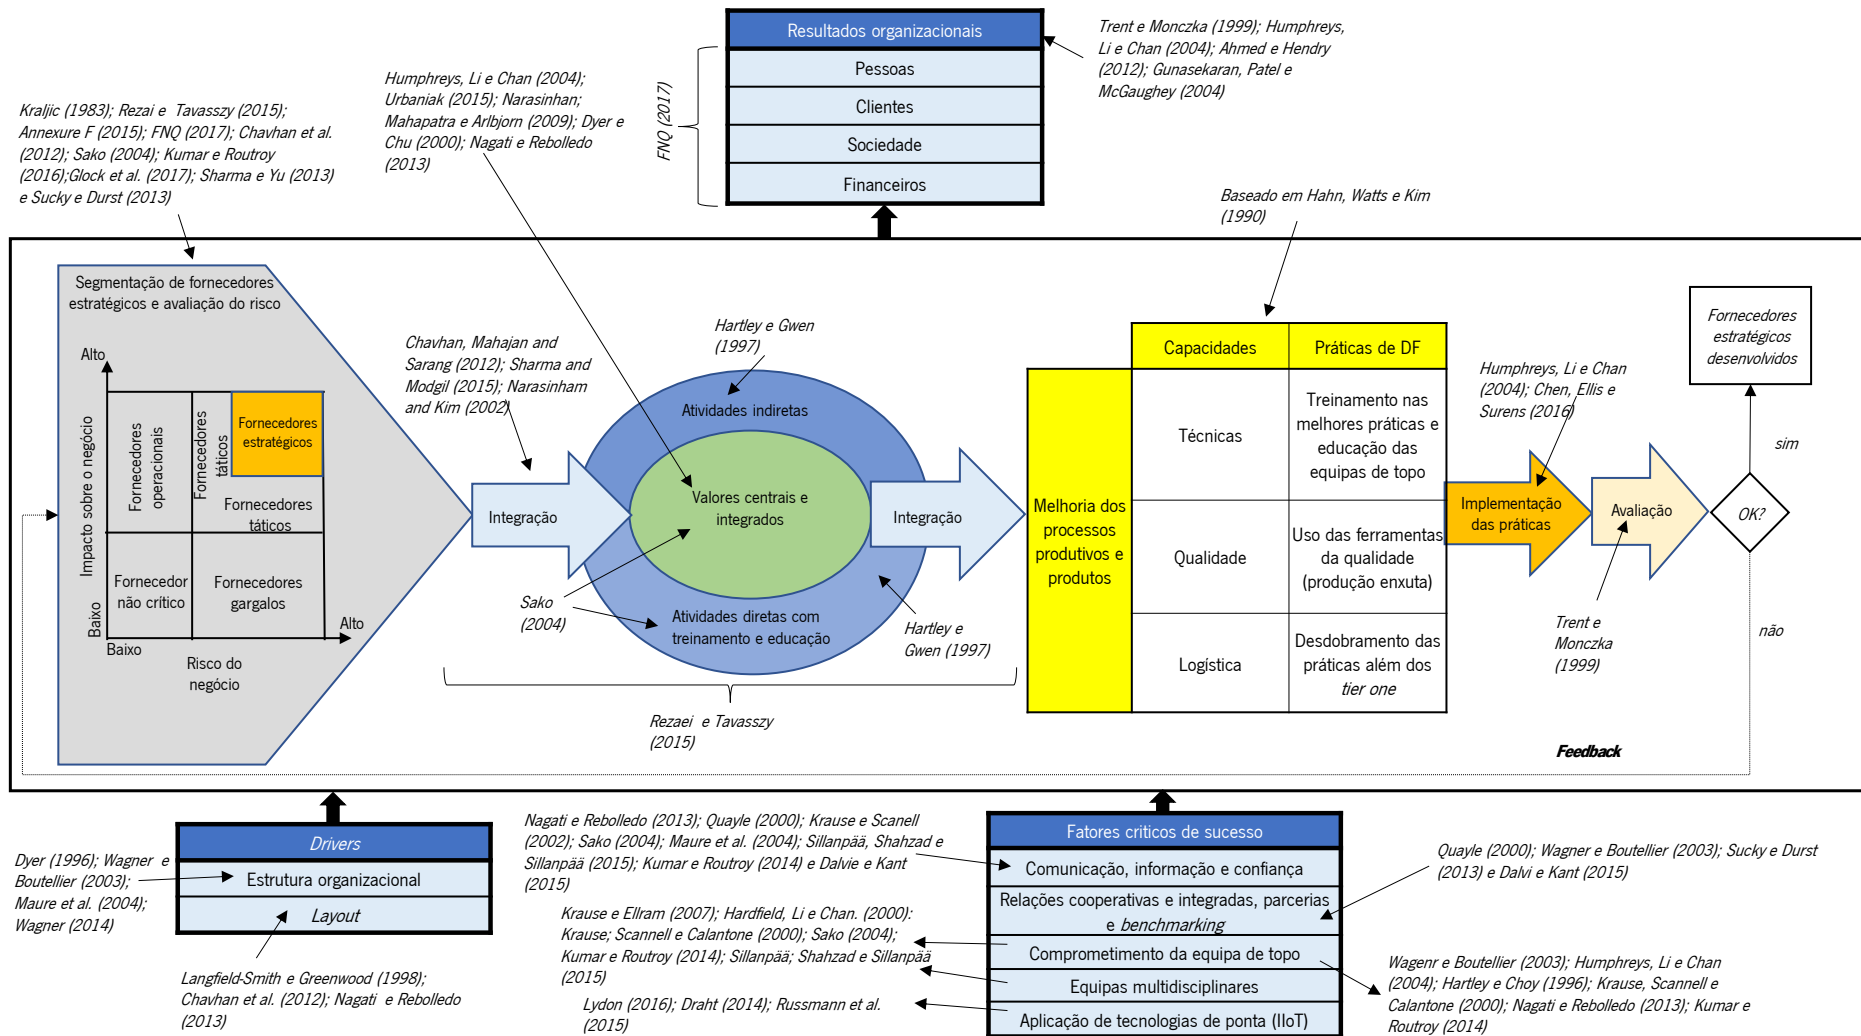 Resultados organizacionais
Pessoas
Clientes
Sociedade
Financeiros
FNQ (2017)
Trent e Monczka (1999); Humphreys,
Li e Chan (2004); Ahmed e Hendry
(2012); Gunasekaran, Patel e
McGaughey (2004)
Humphreys, Li e Chan (2004);
Urbaniak (2015); Narasinhan;
Mahapatra e Arlbjorn (2009); Dyer e
Chu (2000); Nagati e Rebolledo
(2013)
Kraljic (1983); Rezai e Tavasszy (2015);
Annexure F (2015); FNQ (2017); Chavhan et al.
(2012); Sako (2004); Kumar e Routroy
(2016);Glock et al. (2017); Sharma e Yu (2013)
e Sucky e Durst (2013)
Baseado em Hahn, Watts e Kim
(1990)
Segmentação de fornecedores
estratégicos e avaliação do risco
Alto
Impacto sobre o negócio
Baixo
Fornecedores
operacionais
Fornecedores
táticos
Fornecedores
estratégicos
Fornecedores
táticos
Fornecedor
não crítico
Fornecedores
gargalos
Alto
Baixo
Risco do
negócio
Chavhan, Mahajan and
Sarang (2012); Sharma and
Modgil (2015); Narasinham
and Kim (2002)
Hartley e Gwen
(1997)
Integração
Atividades indiretas
Valores centrais e
integrados
Atividades diretas com
treinamento e educação
Integração
Sako
(2004)
Hartley e
Gwen (1997)
Rezaei e Tavasszy
(2015)
Melhoria dos
processos
produtivos e
produtos
Capacidades
Práticas de DF
Técnicas
Treinamento nas
melhores práticas e
educação das
equipas de topo
Qualidade
Uso das ferramentas
da qualidade
(produção enxuta)
Logística
Desdobramento das
práticas além dos
tier one
Humphreys, Li e Chan
(2004); Chen, Ellis e
Surens (2016)
Implementação
das práticas
Avaliação
Trent e
Monczka
(1999)
Fornecedores
estratégicos
desenvolvidos
sim
OK?
não
Feedback
Drivers
Estrutura organizacional
Layout
Dyer (1996); Wagner e
Boutellier (2003);
Maure et al. (2004);
Wagner (2014)
Langfield-Smith e Greenwood (1998);
Chavhan et al. (2012); Nagati e Rebolledo
(2013)
Nagati e Rebolledo (2013); Quayle (2000); Krause e Scanell
(2002); Sako (2004); Maure et al. (2004); Sillanpää, Shahzad e
Sillanpää (2015); Kumar e Routroy (2014) e Dalvie e Kant
(2015)
Krause e Ellram (2007); Hardfield, Li e Chan. (2000):
Krause; Scannell e Calantone (2000); Sako (2004);
Kumar e Routroy (2014); Sillanpää; Shahzad e Sillanpää
(2015)
Lydon (2016); Draht (2014); Russmann et al.
(2015)
Fatores criticos de sucesso
Comunicação, informação e confiança
Relações cooperativas e integradas, parcerias
e benchmarking
Comprometimento da equipa de topo
Equipas multidisciplinares
Aplicação de tecnologias de ponta (IIoT)
Quayle (2000); Wagner e Boutellier (2003); Sucky e Durst
(2013) e Dalvi e Kant (2015)
Wagenr e Boutellier (2003); Humphreys, Li e Chan
(2004); Hartley e Choy (1996); Krause, Scannell e
Calantone (2000); Nagati e Rebolledo (2013); Kumar e
Routroy (2014)